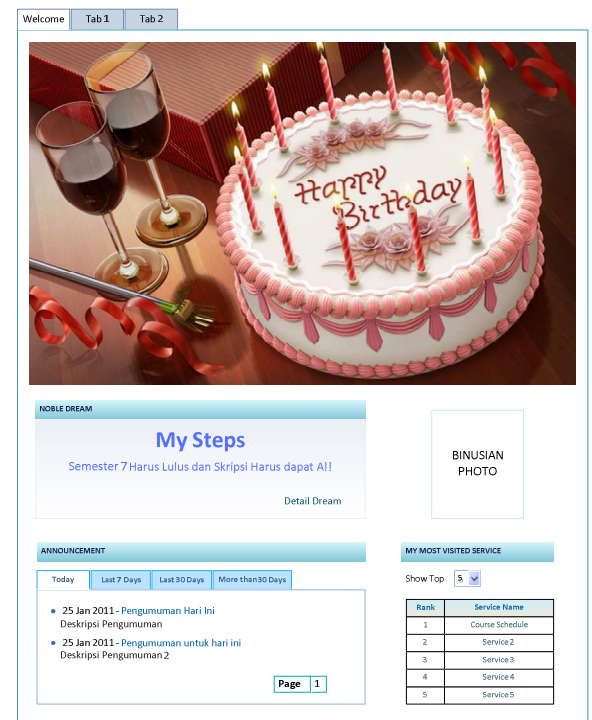 Welcome Tab 1 Tab 2
Happy
Birthday
NOBLE DREAM
My Steps
Semester 7 Harus Lulus dan Skripsi Harus dapat A!!
Detail Dream
BINUSIAN
PHOTO
ANNOUNCEMENT
Today Last 7 Days Last 30 Days More than 30 Days
25 Jan 2011 - Pengumuman Hari Ini
Deskripsi Pengumuman
25 Jan 2011 - Pengumuman untuk hari ini
Deskripsi Pengumuman 2
Page 1
MY MOST VISITED SERVICE
Show Top 5
Rank Service Name
1 Course Schedule
2 Service 2
3 Service 3
4 Service 4
5 Service 5